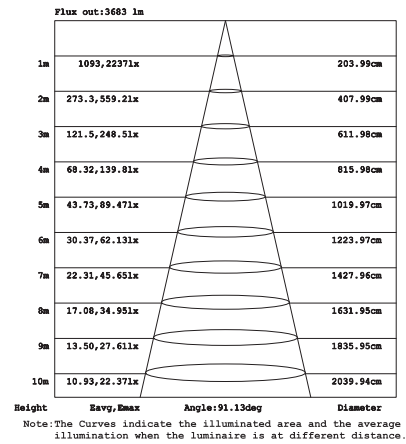 Flux out:3683 lm
1m 1093,2237lx 203.99cm
2m 273.3,559.2lx 407.99cm
3m 121.5,248.5lx 611.98cm
4m 68.32,139.8lx 815.98cm
5m 43.73,89.47lx 1019.97cm
6m 30.37,62.13lx 1223.97cm
7m 22.31,45.65lx 1427.96cm
8m 17.08,34.95lx 1631.95cm
9m 13.50,27.61lx 1835.95cm
10m 10.93,22.37lx 2039.94cm
Height Eavg,Emax Angle:91.13deg Diameter
Note:The Curves indicate the illuminated area and the average
illumination when the luminaire is at different distance.